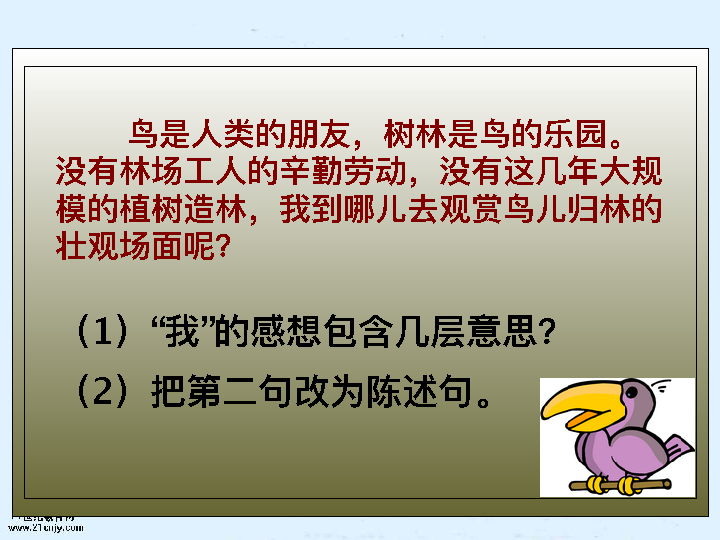 鸟是人类的朋友，树林是鸟的乐园。
没有林场工人的辛勤劳动，没有这几年大规
模的植树造林，我到哪儿去观赏鸟儿归林的
壮观场面呢？
（1）“我”的感想包含几层意思？
（2）把第二句改为陈述句。
www.21cnjy.com